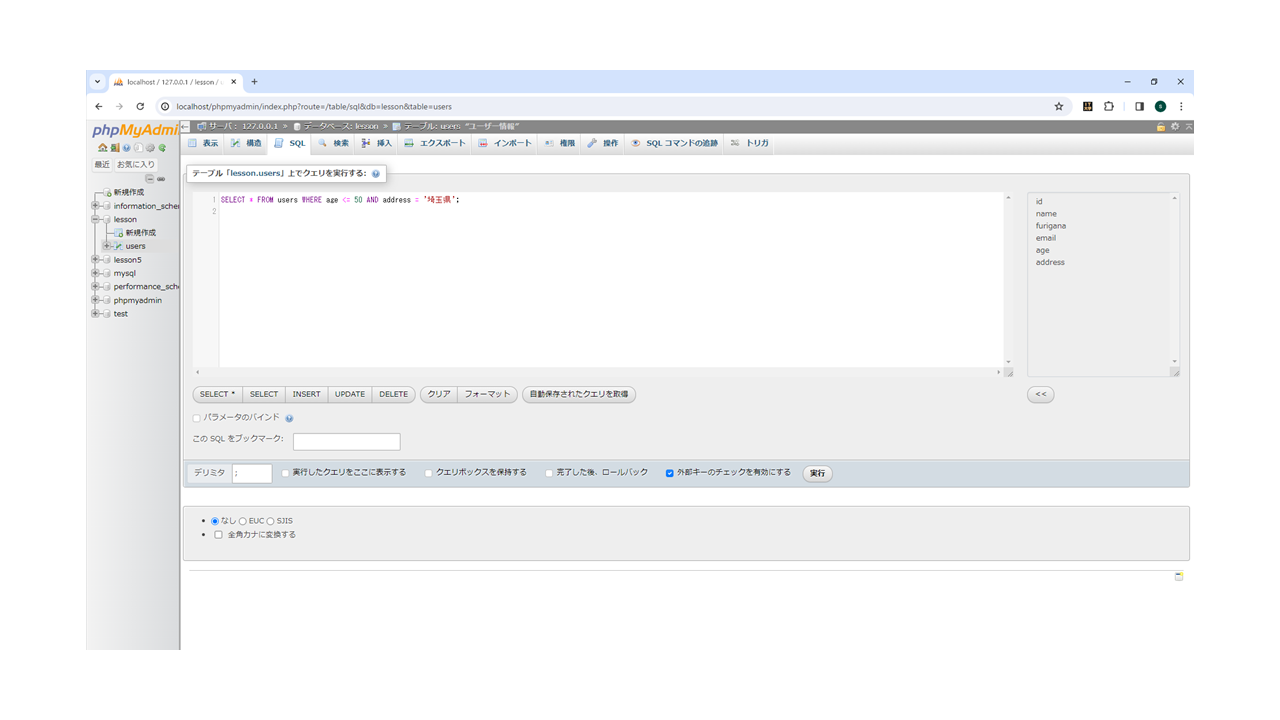 localhost / 127.0.0.1 / lesson /
localhost/phpmyadmin/index.php?route=/table/sql&db=lesson&table=users
phpMyAdmin
最近 お気に入り
新規作成
information_schem
lesson
新規作成
users
lesson5
mysql
performance_sche
phpmyadmin
test
サーバ: 127.0.0.1 » データベース: lesson » テーブル: users "ユーザー情報"
表示 構造 SQL 検索 挿入 エクスポート インポート 権限 操作 SQL コマンドの追跡 トリガ
テーブル「lesson.users」上でクエリを実行する:
1 SELECT * FROM users WHERE age <= 50 AND address = '埼玉県';
2
id
name
furigana
email
age
address
SELECT * SELECT INSERT UPDATE DELETE クリア フォーマット 自動保存されたクエリを取得 <<
パラメータのバインド
この SQL をブックマーク:
デリミタ ; 実行したクエリをここに表示する クエリボックスを保持する 完了した後、ロールバック 外部キーのチェックを有効にする 実行
なし EUC SJIS
全角カナに変換する